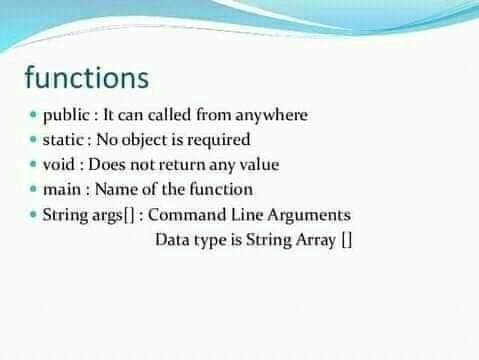 functions
• public : It can called from anywhere
• static : No object is required
• void : Does not return any value
• main : Name of the function
• String args[] : Command Line Arguments
Data type is String Array []